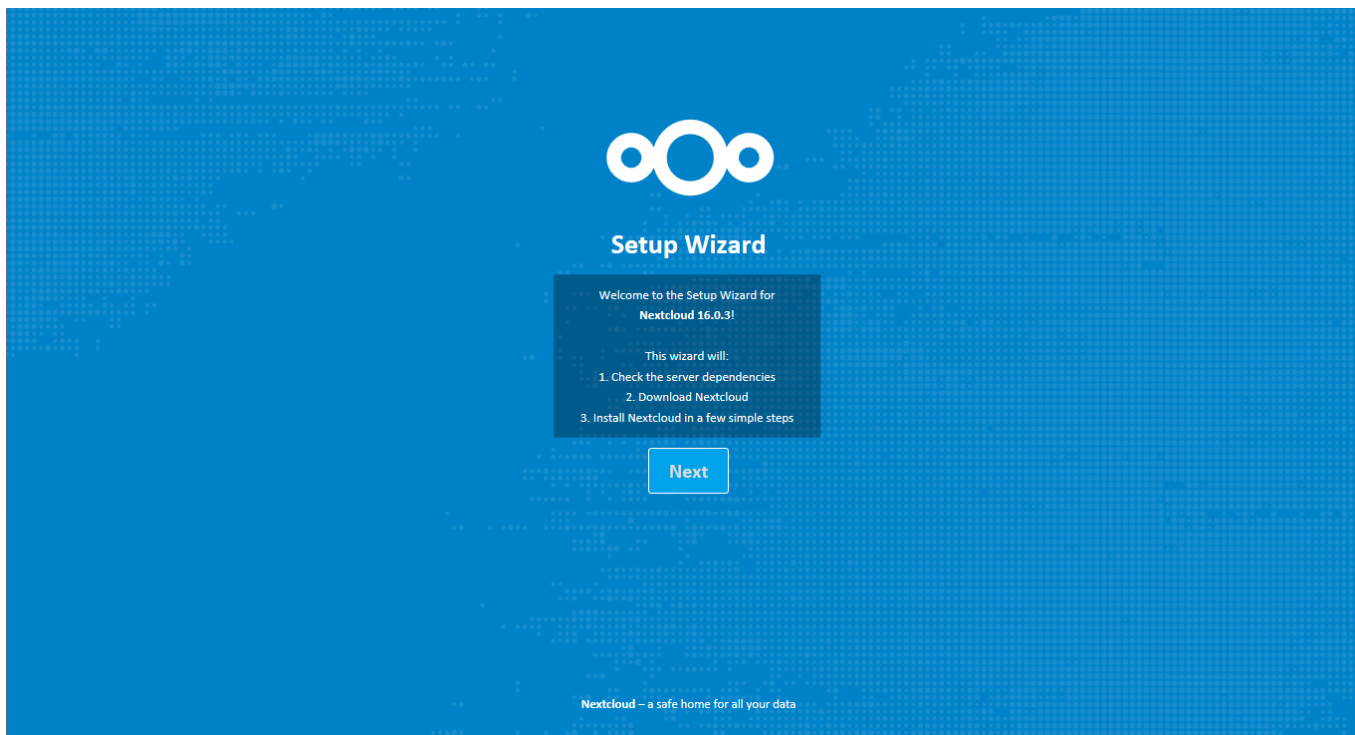 Setup Wizard
Welcome to the Setup Wizard for
Nextcloud 16.0.3!
This wizard will:
1. Check the server dependencies
2. Download Nextcloud
3. Install Nextcloud in a few simple steps
Next
Nextcloud – a safe home for all your data